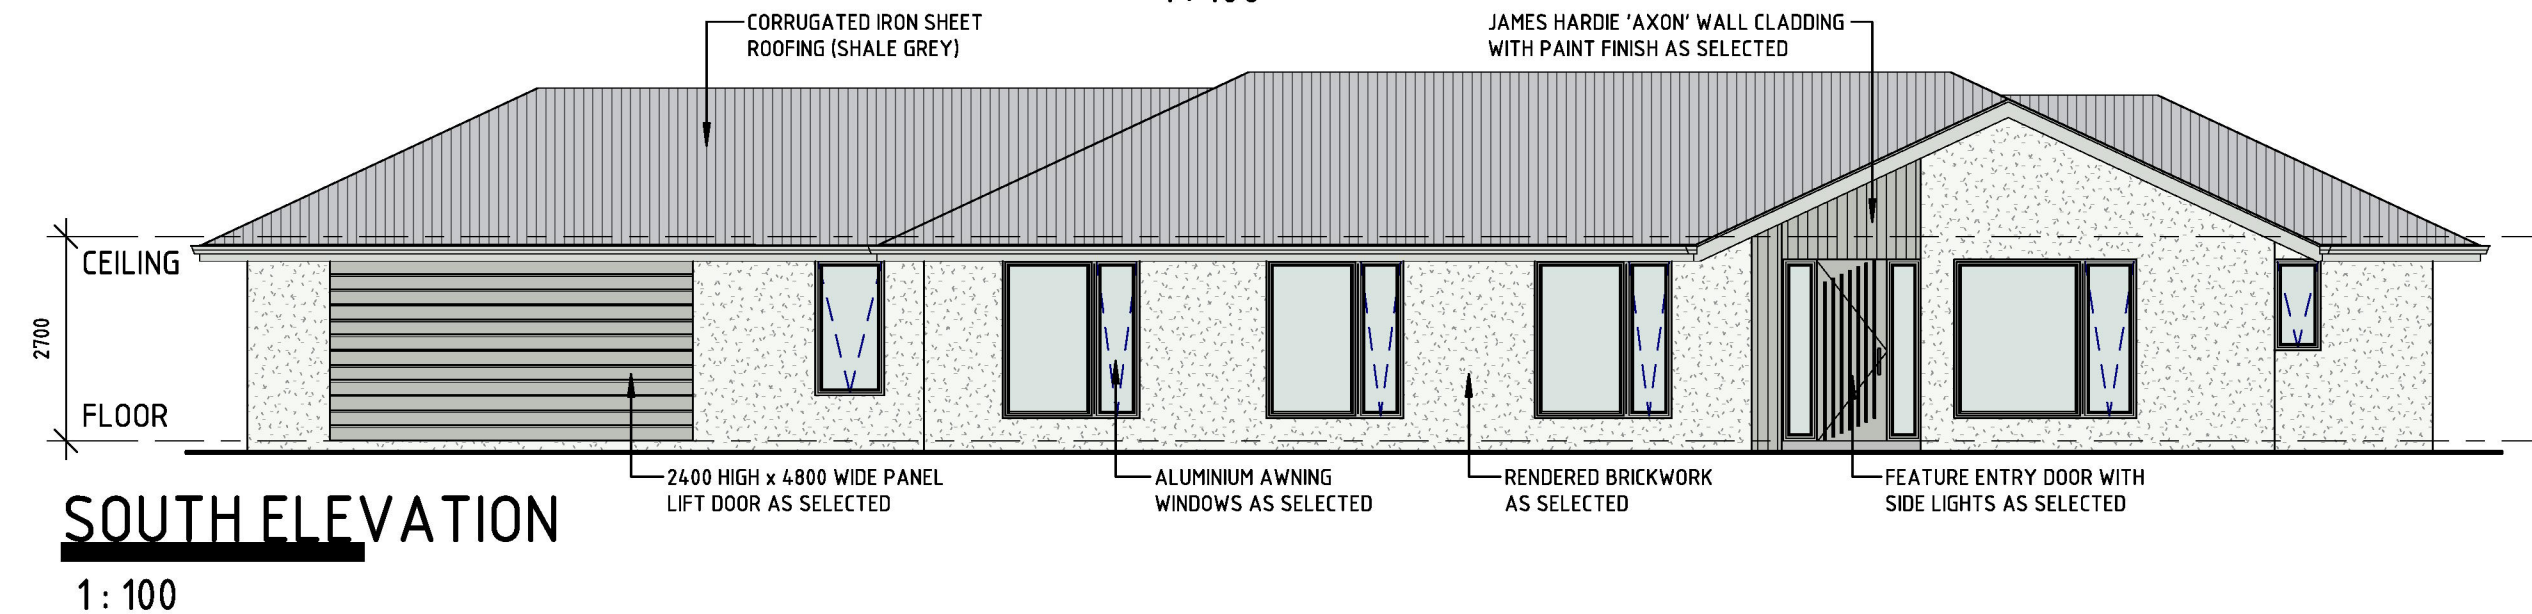 CORRUGATED IRON SHEET
ROOFING (SHALE GREY)
JAMES HARDIE 'AXON' WALL CLADDING
WITH PAINT FINISH AS SELECTED
CEILING
2700
FLOOR
2400 HIGH x 4800 WIDE PANEL
LIFT DOOR AS SELECTED
ALUMINIUM AWNING
WINDOWS AS SELECTED
RENDERED BRICKWORK
AS SELECTED
FEATURE ENTRY DOOR WITH
SIDE LIGHTS AS SELECTED
SOUTH ELEVATION
1 : 100